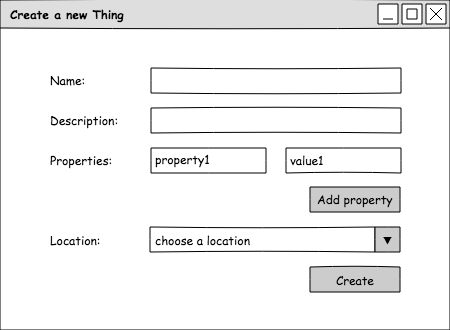 Create a new Thing
Name:
Description:
Properties: property1 value1
Add property
Location: choose a location
Create